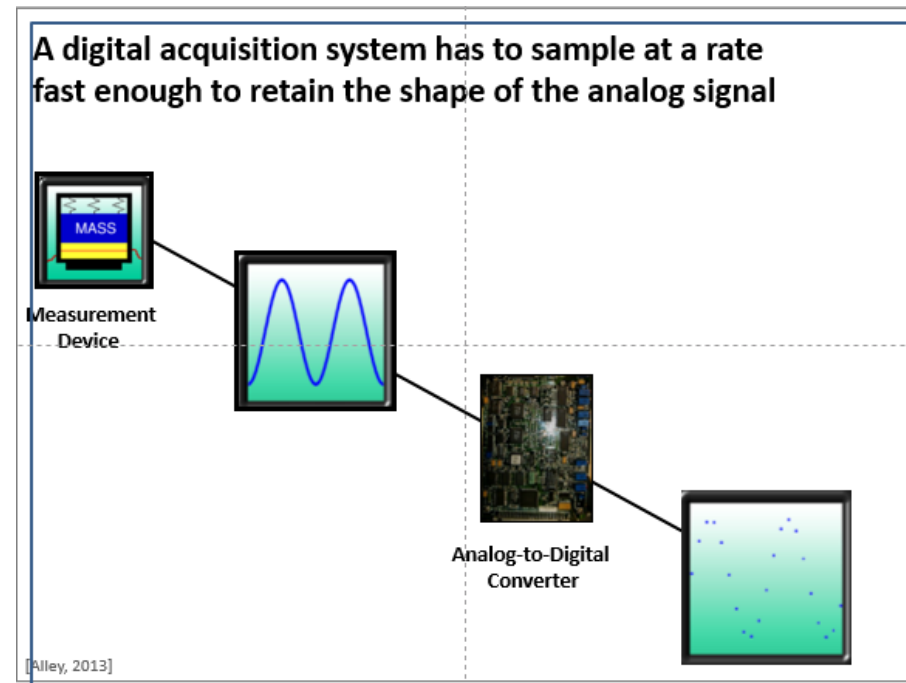 A digital acquisition system has to sample at a rate
fast enough to retain the shape of the analog signal
MASS
Measurement
Device
Analog-to-Digital
Converter
[Alley, 2013]